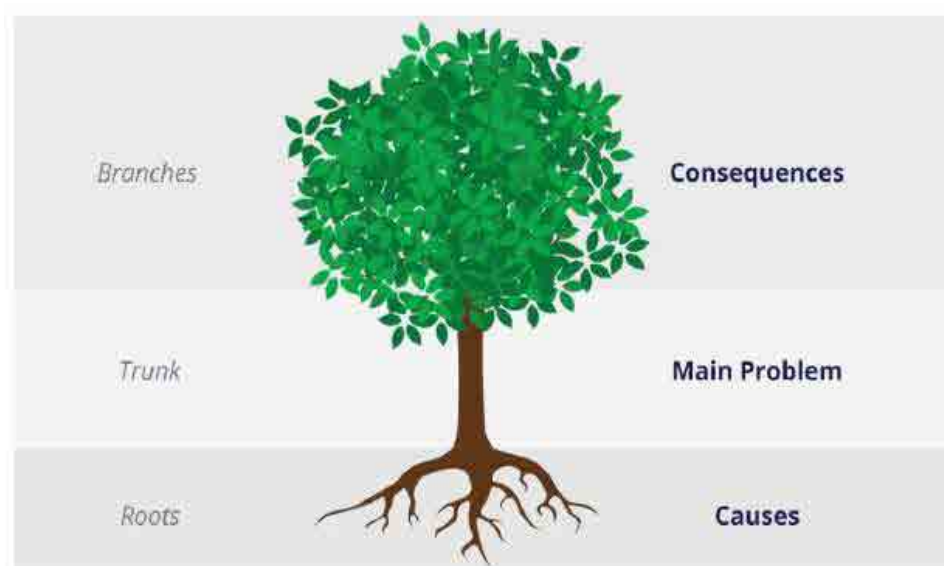 Branches
Consequences
Trunk
Main Problem
Roots
Causes